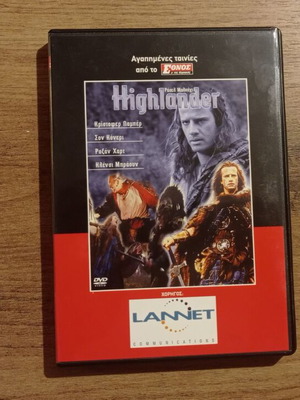 Αγαπημένες ταινίες
από το ΕΘΝΟΣ
Highlander
Κρίστοφερ Λαμπέρ
Σον Κόνερι
Ροξάν Χαρτ
Κλάνσι Μπράουν
DVD
ΧΟΡΗΓΟΣ:
LANNET
COMMUNICATIONS